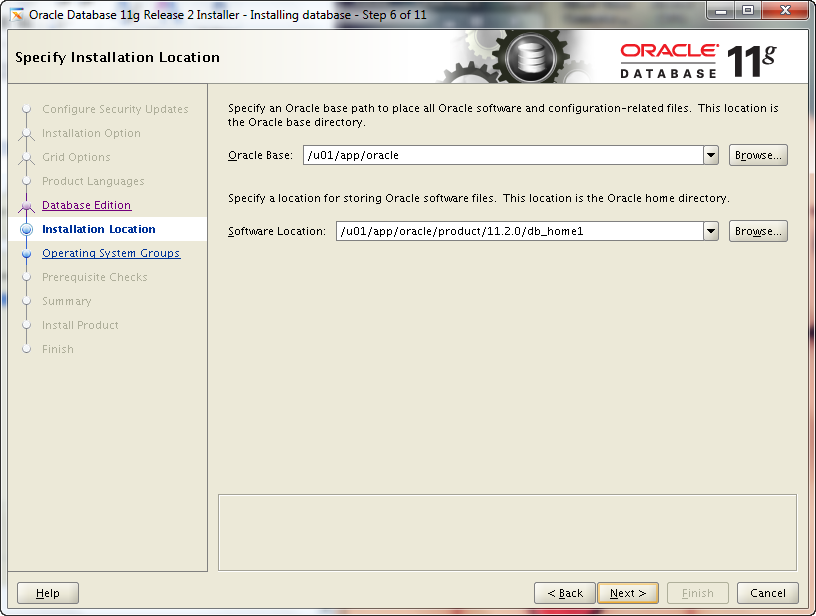 Oracle Database 11g Release 2 Installer - Installing database - Step 6 of 11
Specify Installation Location
ORACLE
DATABASE 11g
Configure Security Updates
Installation Option
Grid Options
Product Languages
Database Edition
Installation Location
Operating System Groups
Prerequisite Checks
Summary
Install Product
Finish
Specify an Oracle base path to place all Oracle software and configuration-related files. This location is
the Oracle base directory.
Oracle Base: /u01/app/oracle Browse...
Specify a location for storing Oracle software files. This location is the Oracle home directory.
Software Location: /u01/app/oracle/product/11.2.0/db_home1 Browse...
Help < Back Next > Finish Cancel